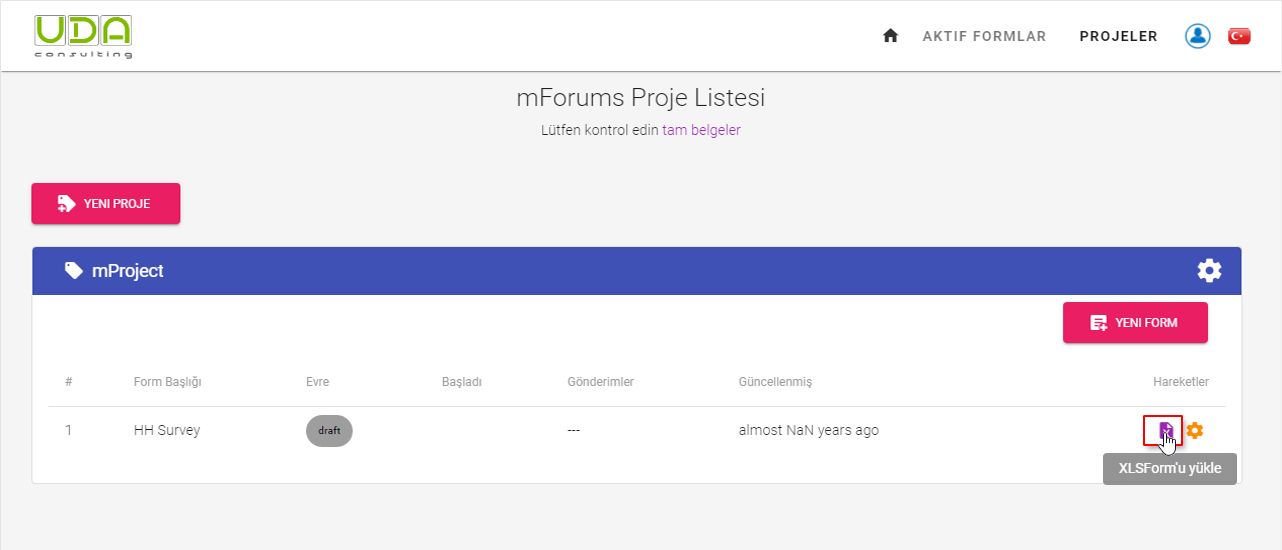 UDA
consulting
AKTIF FORMLAR PROJELER
mForums Proje Listesi
Lütfen kontrol edin tam belgeler
YENI PROJE
mProject
YENI FORM
# Form Başlığı Evre Başladı Gönderimler Güncellenmiş Hareketler
1 HH Survey draft --- almost NaN years ago
XLSForm'u yükle